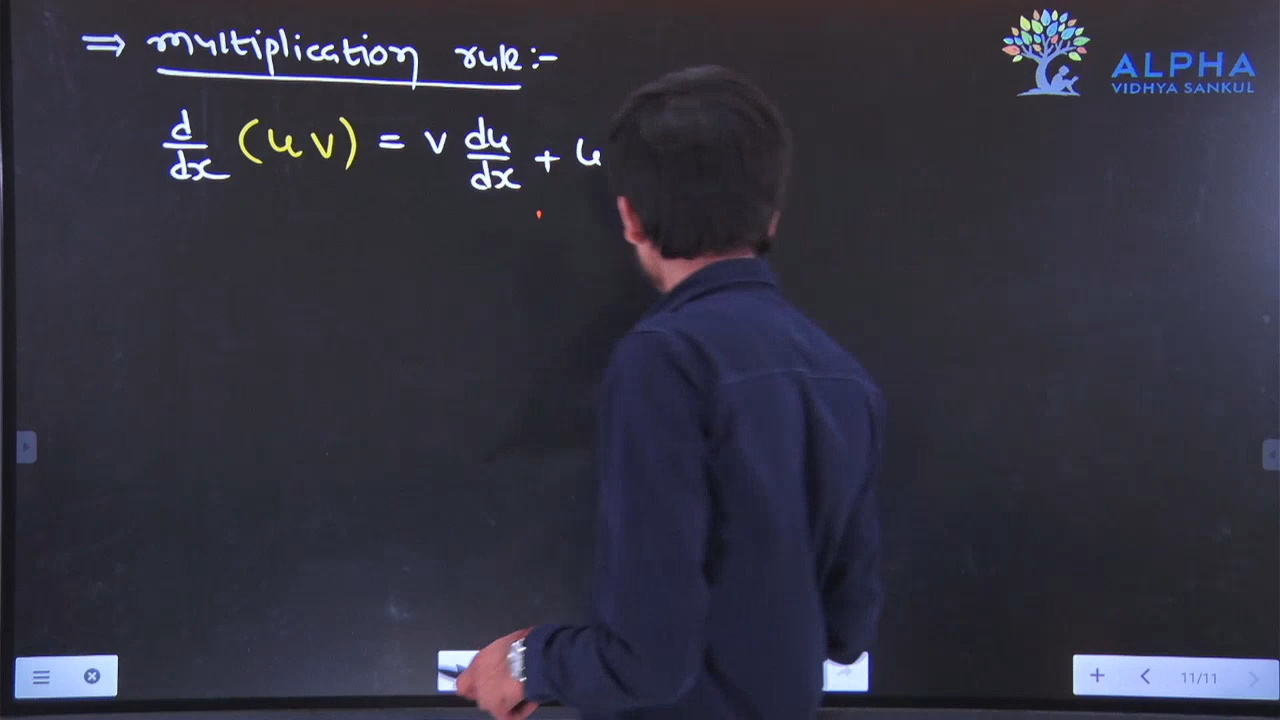 ⇒ multiplication rule:-
d/dx (u v) = v du/dx + u
ALPHA
VIDHYA SANKUL
11/11